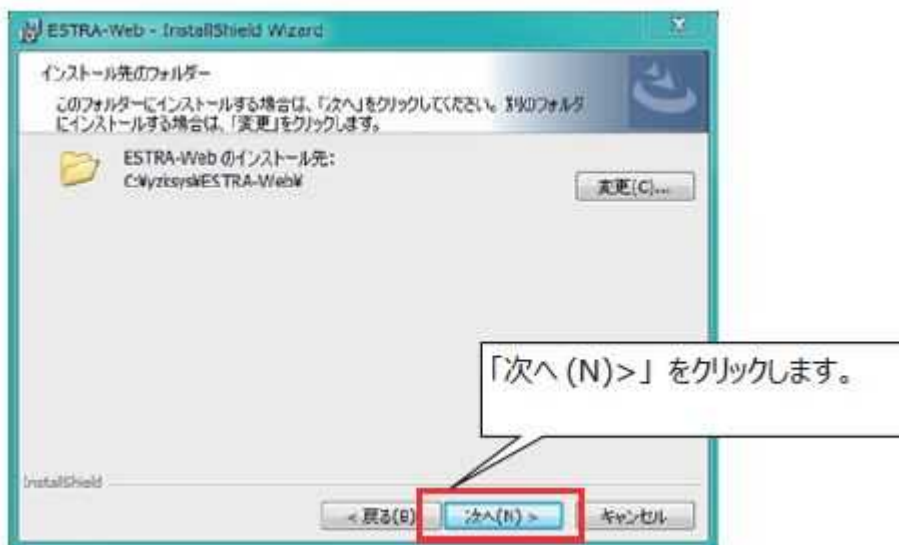 ESTRA-Web - InstallShield Wizard
インストール先のフォルダー
このフォルダーにインストールする場合は、「次へ」をクリックしてください。別のフォルダ
にインストールする場合は、「変更」をクリックします。
ESTRA-Web のインストール先:
C:¥yzksys¥ESTRA-Web¥
変更(C)...
「次へ (N)>」 をクリックします。
InstallShield
< 戻る(B)
次へ(N) >
キャンセル